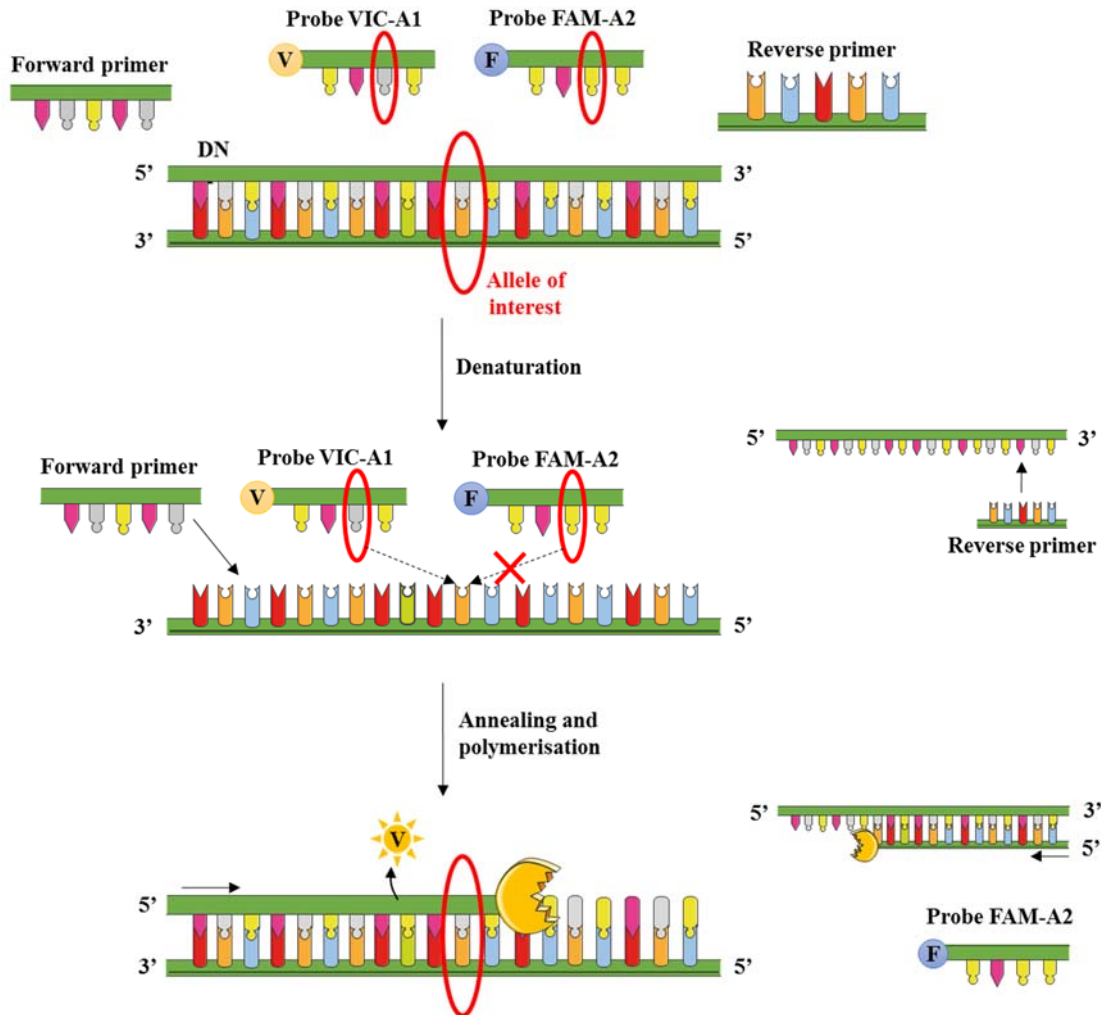 Probe VIC-A1
Probe FAM-A2
Forward primer
V
F
Reverse primer
DN
5’
3’
3’
5’
Allele of
interest
Denaturation
5’
3’
Forward primer
Probe VIC-A1
Probe FAM-A2
V
F
Reverse primer
3’
5’
Annealing and
polymerisation
V
5’
3’
5’
5’
3’
5’
Probe FAM-A2
F